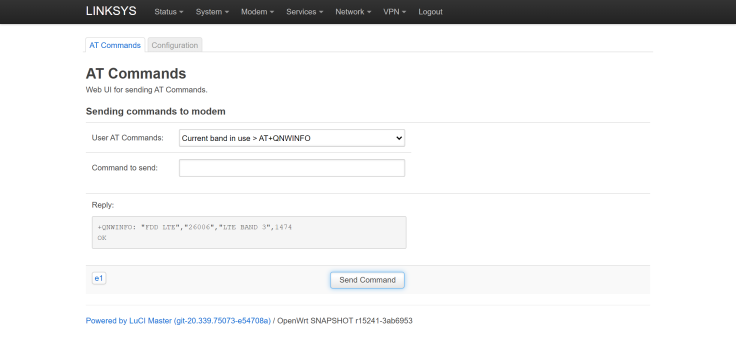 LINKSYS Status System Modem Services Network VPN Logout
AT Commands Configuration
AT Commands
Web UI for sending AT Commands.
Sending commands to modem
User AT Commands: Current band in use > AT+QNWINFO
Command to send:
Reply:
+QNWINFO: "FDD LTE","26006","LTE BAND 3",1474
OK
e1 Send Command
Powered by LuCI Master (git-20.339.75073-e54708a) / OpenWrt SNAPSHOT r15241-3ab6953